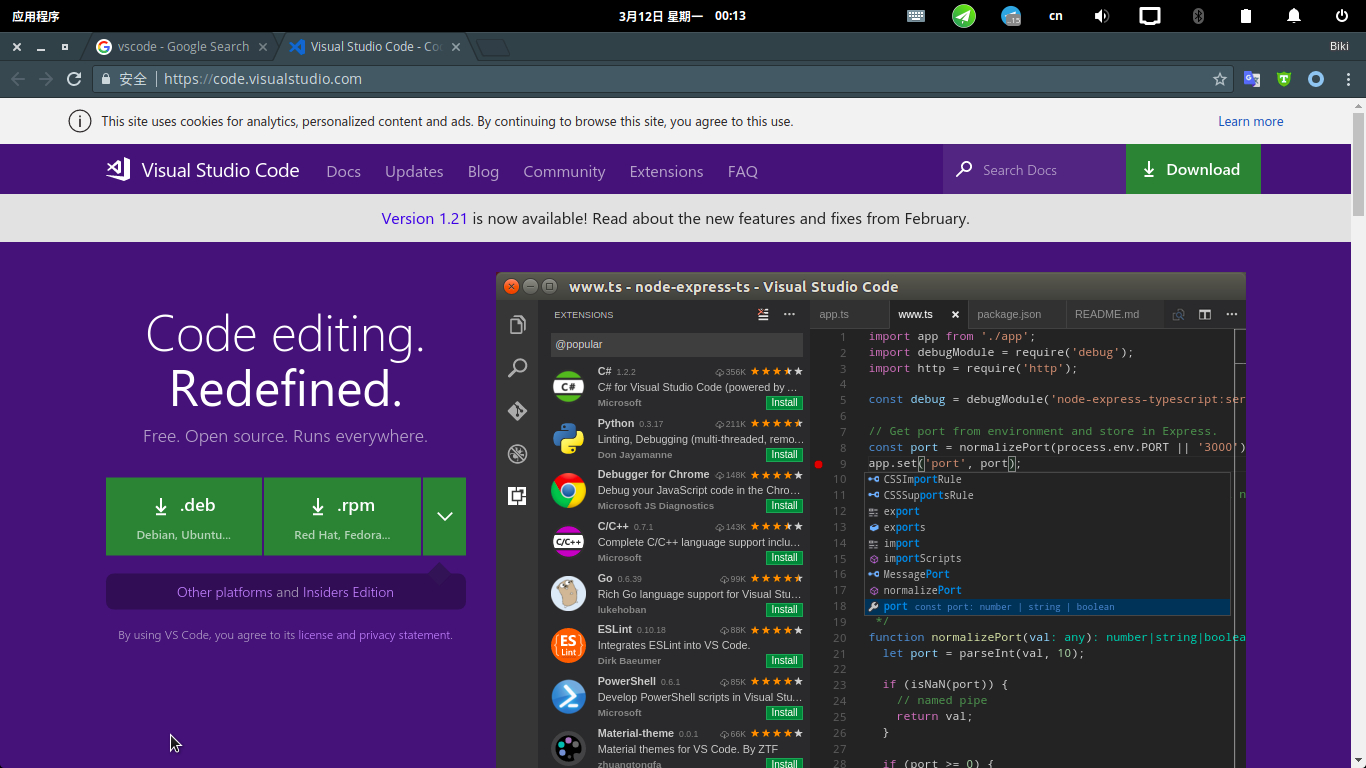 应用程序
3月12日 星期一 00:13
15
cn
vscode - Google Search
Visual Studio Code - Co
Biki
安全 https://code.visualstudio.com
This site uses cookies for analytics, personalized content and ads. By continuing to browse this site, you agree to this use.
Learn more
Visual Studio Code
Docs
Updates
Blog
Community
Extensions
FAQ
Search Docs
Download
Version 1.21 is now available! Read about the new features and fixes from February.
Code editing.
Redefined.
Free. Open source. Runs everywhere.
.deb
Debian, Ubuntu...
.rpm
Red Hat, Fedora...
Other platforms and Insiders Edition
By using VS Code, you agree to its license and privacy statement.
www.ts - node-express-ts - Visual Studio Code
EXTENSIONS
@popular
C# 1.2.2 356K
C# for Visual Studio Code (powered by ...
Microsoft Install
Python 0.3.17 211K
Linting, Debugging (multi-threaded, remo...
Don Jayamanne Install
Debugger for Chrome 148K
Debug your JavaScript code in the Chro...
Microsoft JS Diagnostics Install
C/C++ 0.7.1 143K
Complete C/C++ language support inclu...
Microsoft Install
Go 0.6.39 99K
Rich Go language support for Visual Stu...
lukehoban Install
ESLint 0.10.18 88K
Integrates ESLint into VS Code.
Dirk Baeumer Install
PowerShell 0.6.1 85K
Develop PowerShell scripts in Visual Stu...
Microsoft Install
Material-theme 0.0.1 66K
Material themes for VS Code. By ZTF
zhuangtongfa Install
C#
C/C++
ES
Lint
app.ts
www.ts
package.json
README.md
1 import app from './app';
2 import debugModule = require('debug');
3 import http = require('http');
4
5 const debug = debugModule('node-express-typescript:ser
6
7 // Get port from environment and store in Express.
8 const port = normalizePort(process.env.PORT || '3000')
9 app.set('port', port);
10 CSSImportRule
11 CSSSupportsRule n
12 export
13 exports
14 import
15 importScripts
16 MessagePort
17 normalizePort
18 port const port: number | string | boolean
19 */
20 function normalizePort(val: any): number|string|boolea
21 let port = parseInt(val, 10);
22
23 if (isNaN(port)) {
24 // named pipe
25 return val;
26 }
27
28 if (port >= 0) {